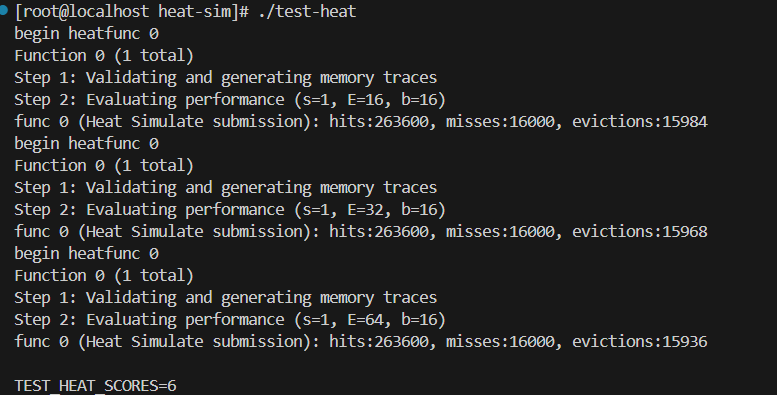 [root@localhost heat-sim]# ./test-heat
begin heatfunc 0
Function 0 (1 total)
Step 1: Validating and generating memory traces
Step 2: Evaluating performance (s=1, E=16, b=16)
func 0 (Heat Simulate submission): hits:263600, misses:16000, evictions:15984
begin heatfunc 0
Function 0 (1 total)
Step 1: Validating and generating memory traces
Step 2: Evaluating performance (s=1, E=32, b=16)
func 0 (Heat Simulate submission): hits:263600, misses:16000, evictions:15968
begin heatfunc 0
Function 0 (1 total)
Step 1: Validating and generating memory traces
Step 2: Evaluating performance (s=1, E=64, b=16)
func 0 (Heat Simulate submission): hits:263600, misses:16000, evictions:15936
TEST_HEAT_SCORES=6